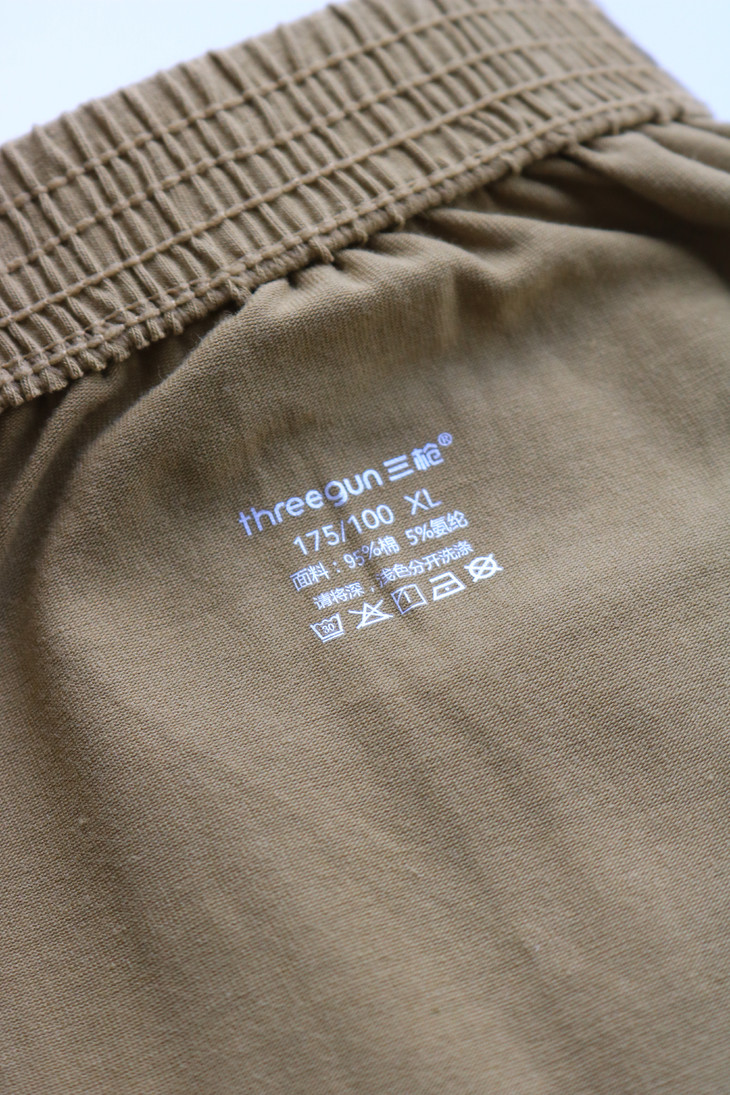 threegun 三枪®
175/100 XL
面料：95%棉 5%氨纶
请将深，浅色分开洗涤
30